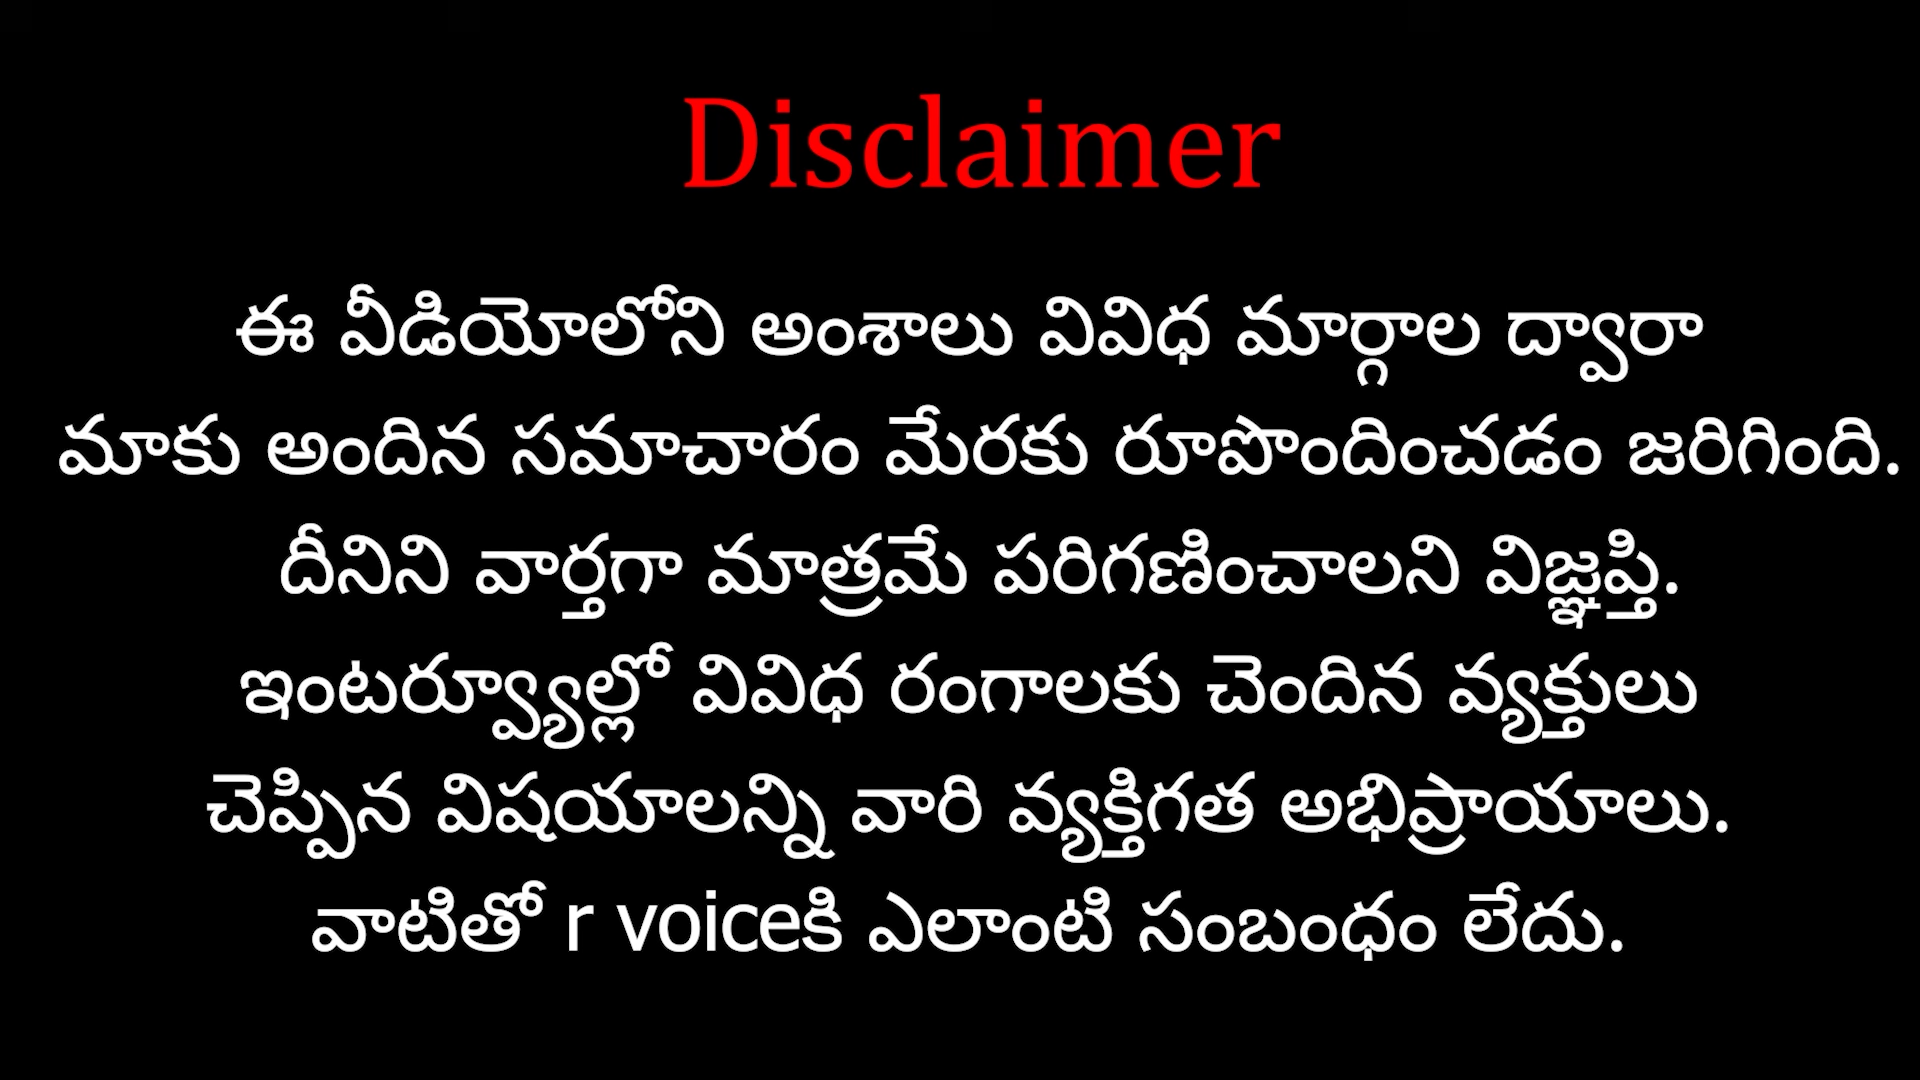 Disclaimer
ఈ వీడియోలోని అంశాలు వివిధ మార్గాల ద్వారా
మాకు అందిన సమాచారం మేరకు రూపొందించడం జరిగింది.
దీనిని వార్తగా మాత్రమే పరిగణించాలని విజ్ఞప్తి.
ఇంటర్వ్యూల్లో వివిధ రంగాలకు చెందిన వ్యక్తులు
చెప్పిన విషయాలన్ని వారి వ్యక్తిగత అభిప్రాయాలు.
వాటితో r voiceకి ఎలాంటి సంబంధం లేదు.